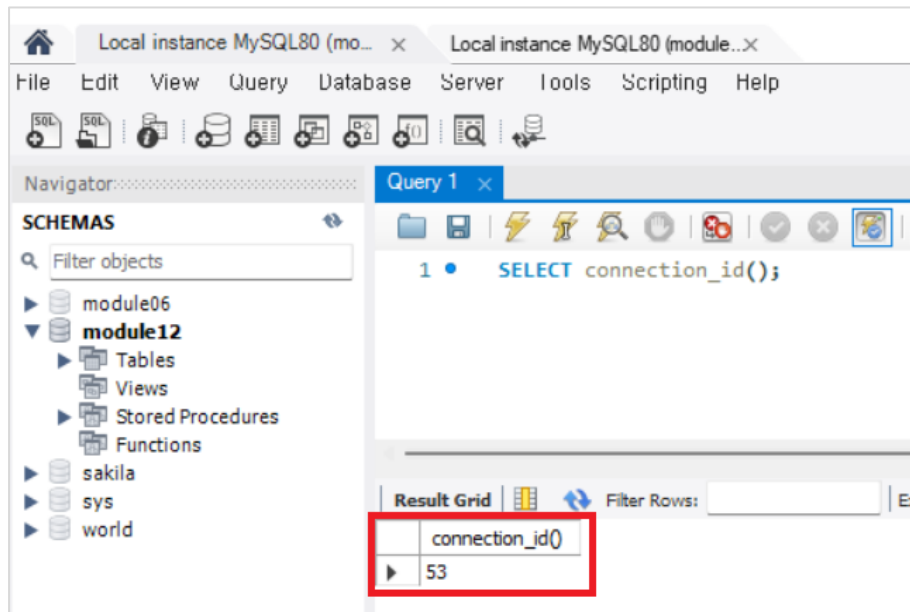 Local instance MySQL80 (mo... × Local instance MySQL80 (module..×
File Edit View Query Database Server Tools Scripting Help
SQL SQL
Navigator
Query 1 ×
SCHEMAS
Filter objects
1 SELECT connection_id();
module06
module12
Tables
Views
Stored Procedures
Functions
sakila
sys
world
Result Grid Filter Rows:
connection_id()
53